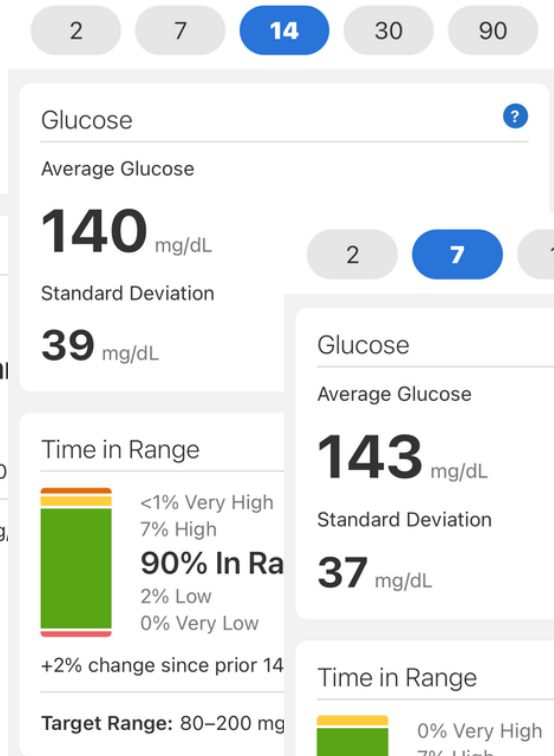 2 7 14 30 90
Glucose
?
Average Glucose
140 mg/dL
Standard Deviation
39 mg/dL
Time in Range
<1% Very High
7% High
90% In Ra
2% Low
0% Very Low
+2% change since prior 14
Target Range: 80–200 mg
2 7
Glucose
Average Glucose
143 mg/dL
Standard Deviation
37 mg/dL
Time in Range
0% Very High